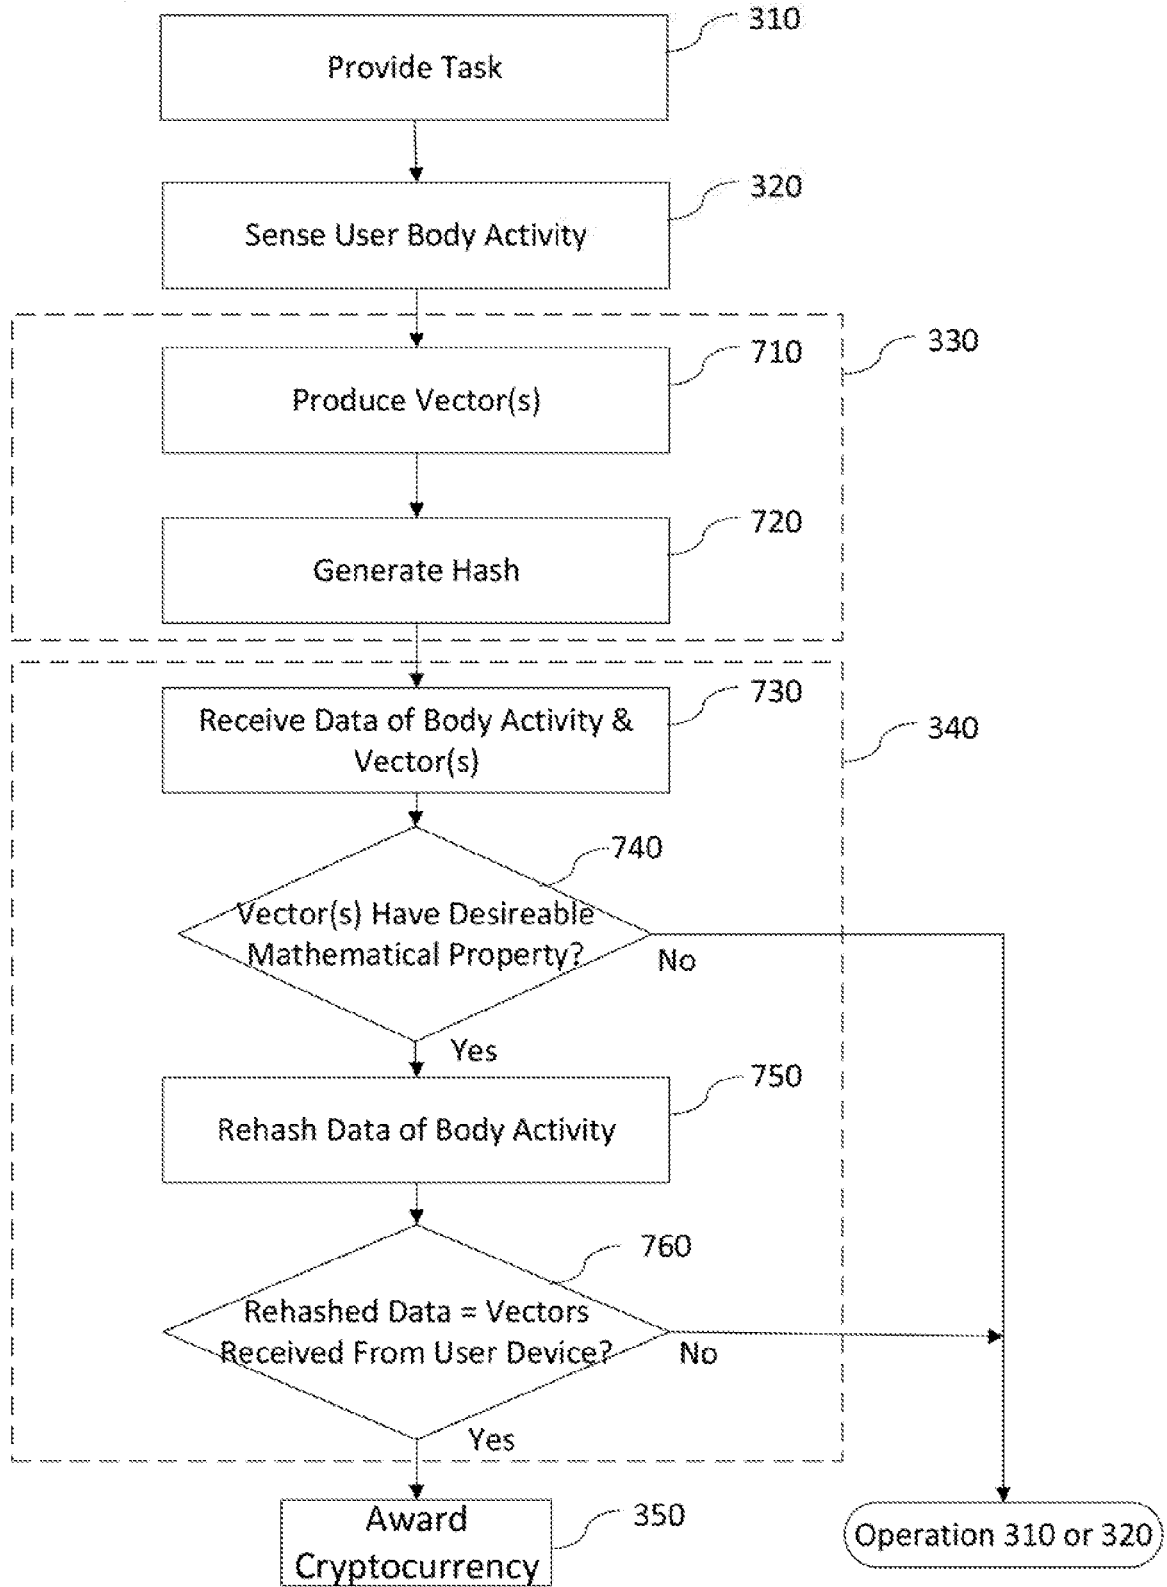 310
Provide Task
320
Sense User Body Activity
330
710
Produce Vector(s)
720
Generate Hash
730
Receive Data of Body Activity &
Vector(s)
340
740
Vector(s) Have Desireable
Mathematical Property?
No
Yes
750
Rehash Data of Body Activity
760
Rehashed Data = Vectors
Received From User Device?
No
Yes
350
Award
Cryptocurrency
Operation 310 or 320